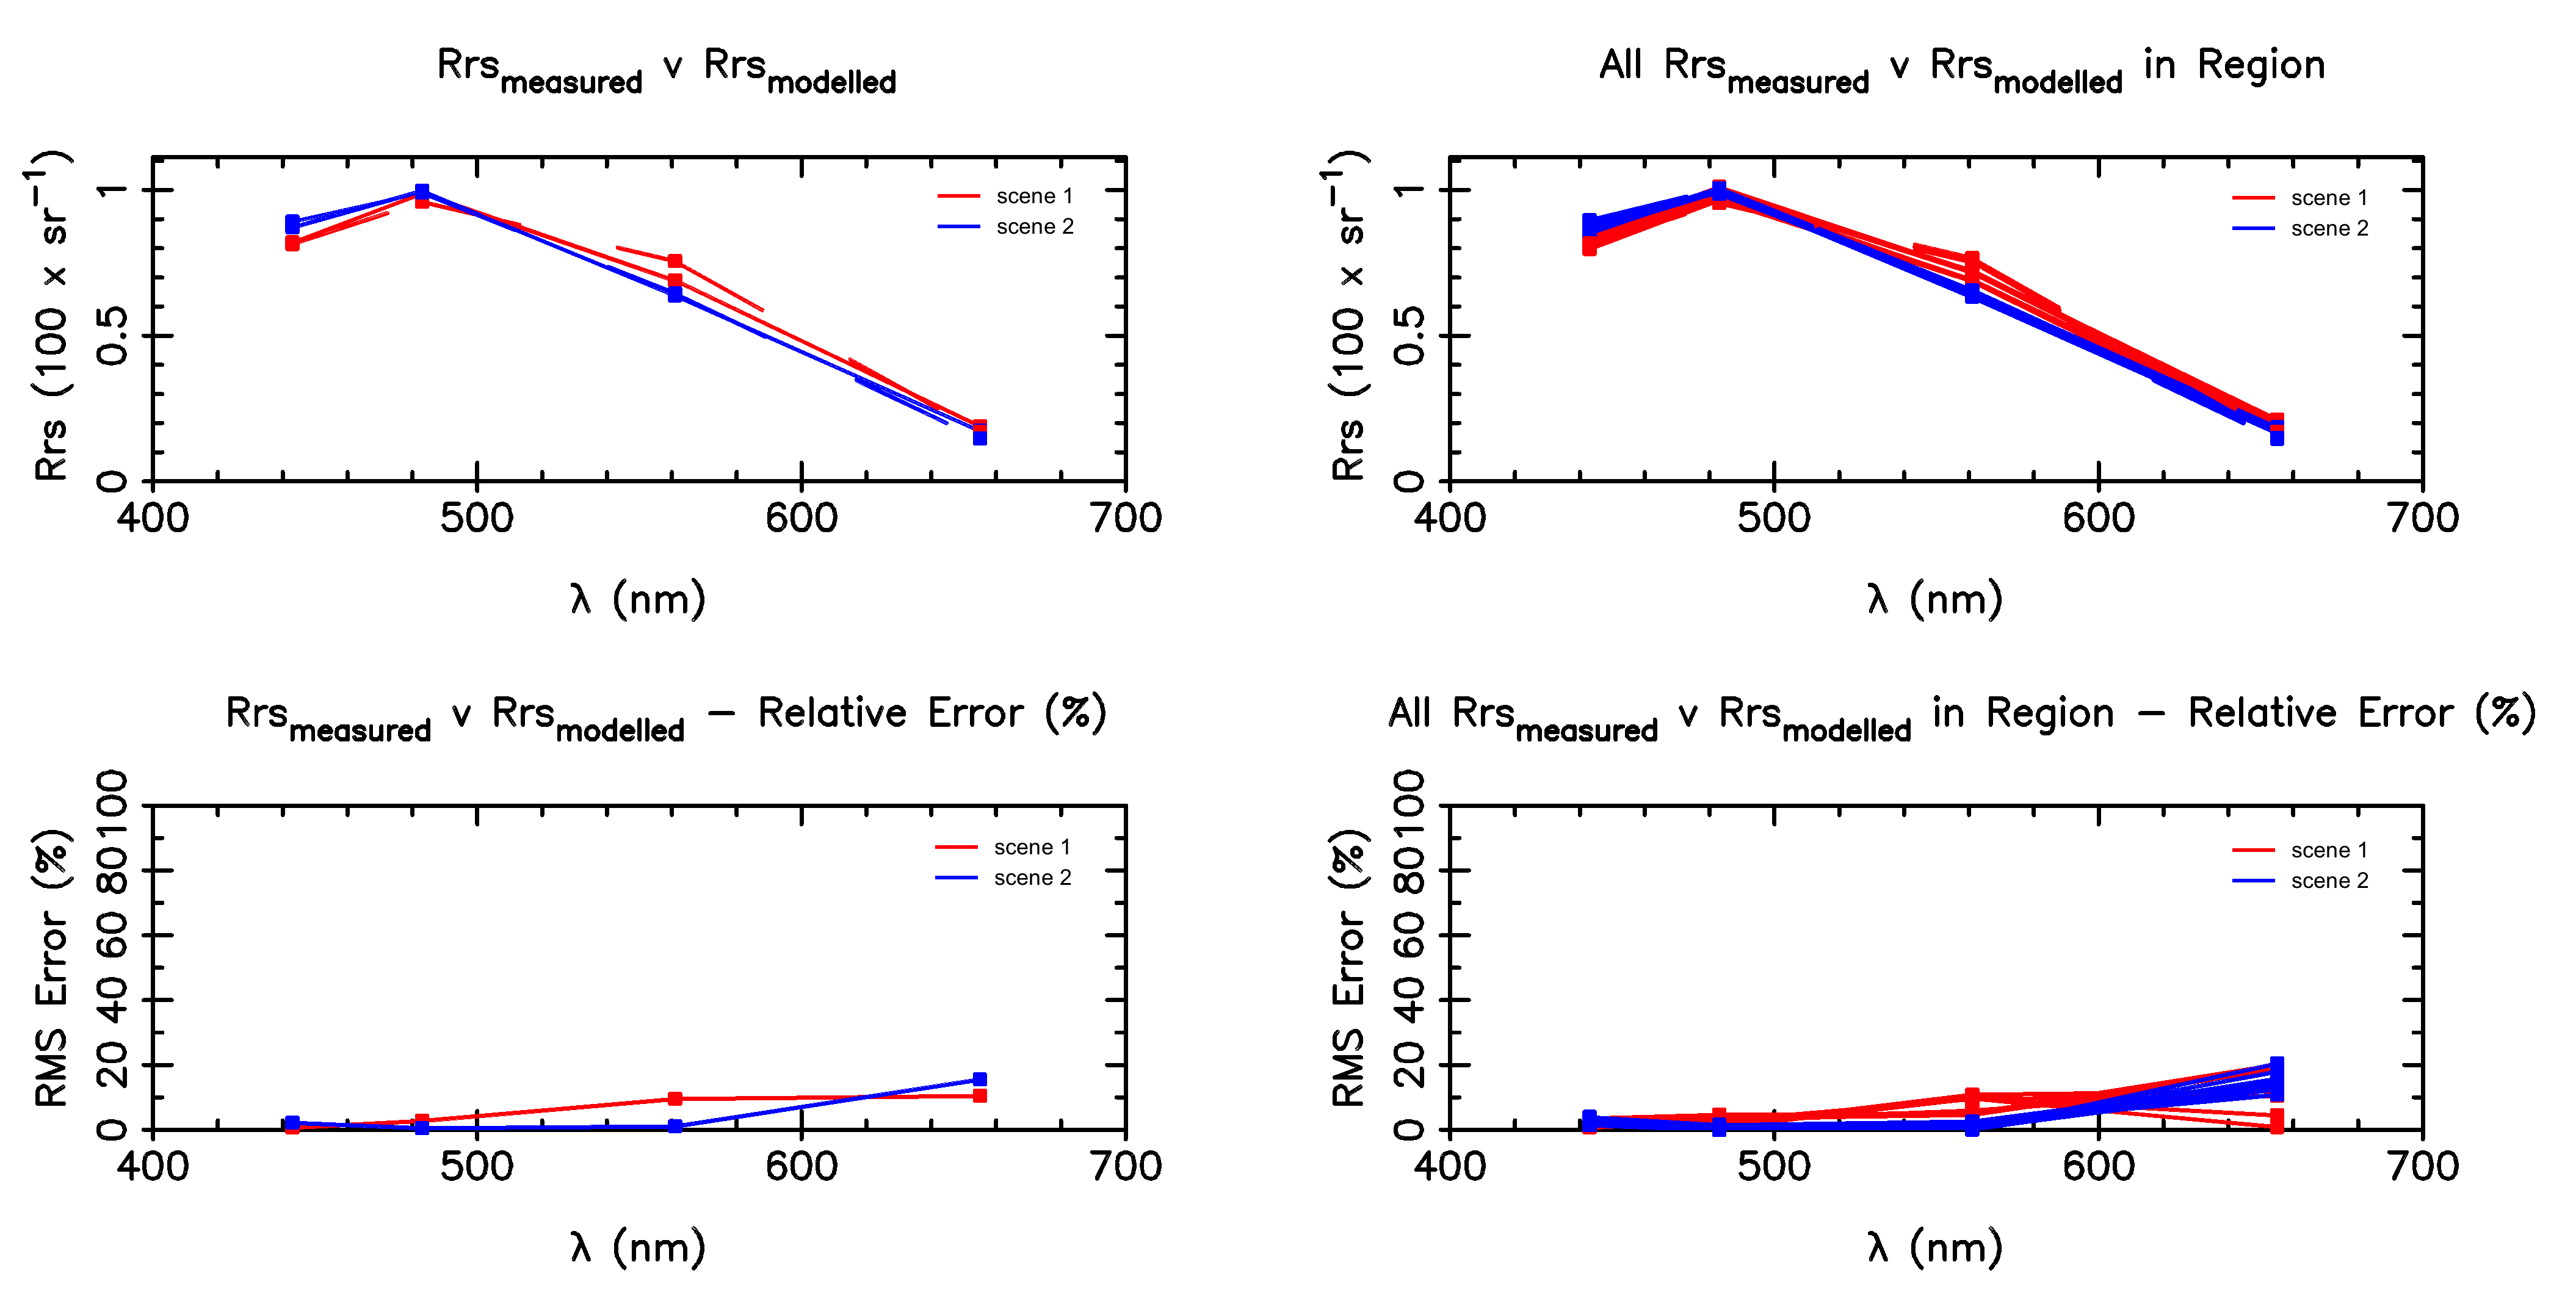 Rrsmeasured v Rrsmodelled
Rrs (100 x sr−1)
1
0.5
0
scene 1
scene 2
400 500 600 700
λ (nm)
All Rrsmeasured v Rrsmodelled in Region
Rrs (100 x sr−1)
1
0.5
0
scene 1
scene 2
400 500 600 700
λ (nm)
Rrsmeasured v Rrsmodelled − Relative Error (%)
RMS Error (%)
100
80
60
40
20
0
scene 1
scene 2
400 500 600 700
λ (nm)
All Rrsmeasured v Rrsmodelled in Region − Relative Error (%)
RMS Error (%)
100
80
60
40
20
0
scene 1
scene 2
400 500 600 700
λ (nm)